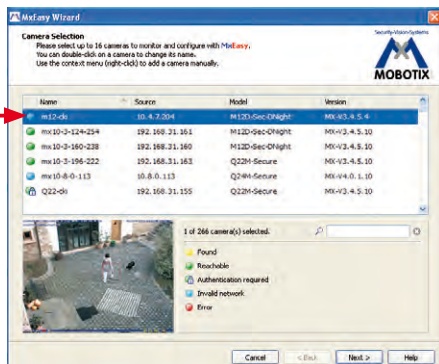 MxEasy Wizard
Camera Selection
Please select up to 16 cameras to monitor and configure with MxEasy.
You can double-click on a camera to change its name.
Use the context menu (right-click) to add a camera manually.
Security-Vision-Systems
MOBOTIX
Name Source Model Version
m12-cki 10.4.7.204 M12D-Sec-DNight MX-V3.4.5.4
mx10-3-124-254 192.168.31.161 M12D-Sec-DNight MX-V3.4.5.10
mx10-3-160-238 192.168.31.160 M12D-Sec-DNight MX-V3.4.5.10
mx10-3-196-222 192.168.31.163 Q22M-Secure MX-V3.4.5.10
mx10-8-0-113 10.8.0.113 Q24M-Secure MX-V4.0.1.10
Q22-cki 192.168.31.155 Q22M-Secure MX-V3.4.5.10
1 of 266 camera(s) selected.
Found
Reachable
Authentication required
Invalid network
Error
Cancel < Back Next > Help